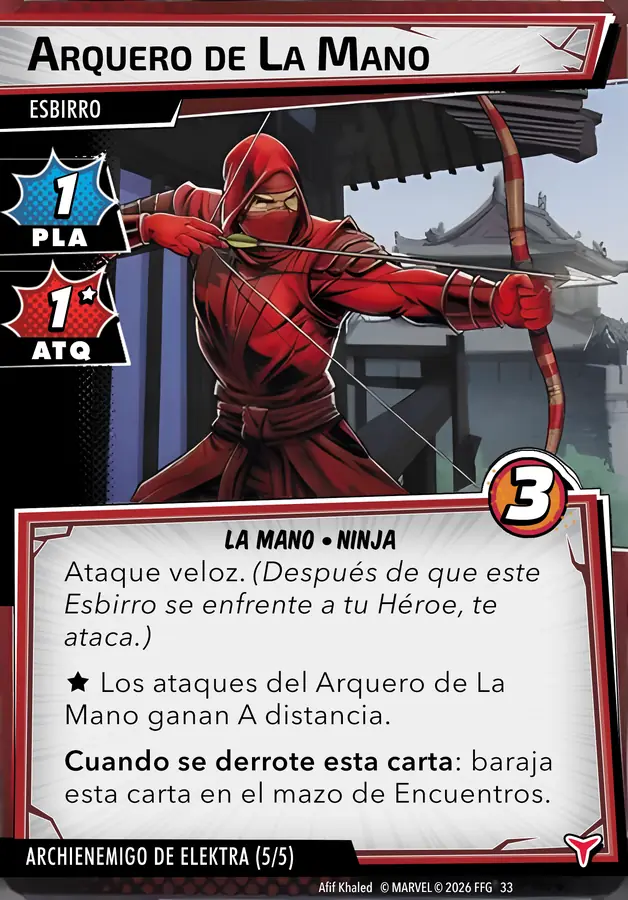 ARQUERO DE LA MANO
ESBIRRO
1
PLA
1★
ATQ
3
LA MANO • NINJA
Ataque veloz. (Después de que este
Esbirro se enfrente a tu Héroe, te
ataca.)
★ Los ataques del Arquero de La
Mano ganan A distancia.
Cuando se derrote esta carta: baraja
esta carta en el mazo de Encuentros.
ARCHIENEMIGO DE ELEKTRA (5/5)
Afif Khaled © MARVEL © 2026 FFG 33